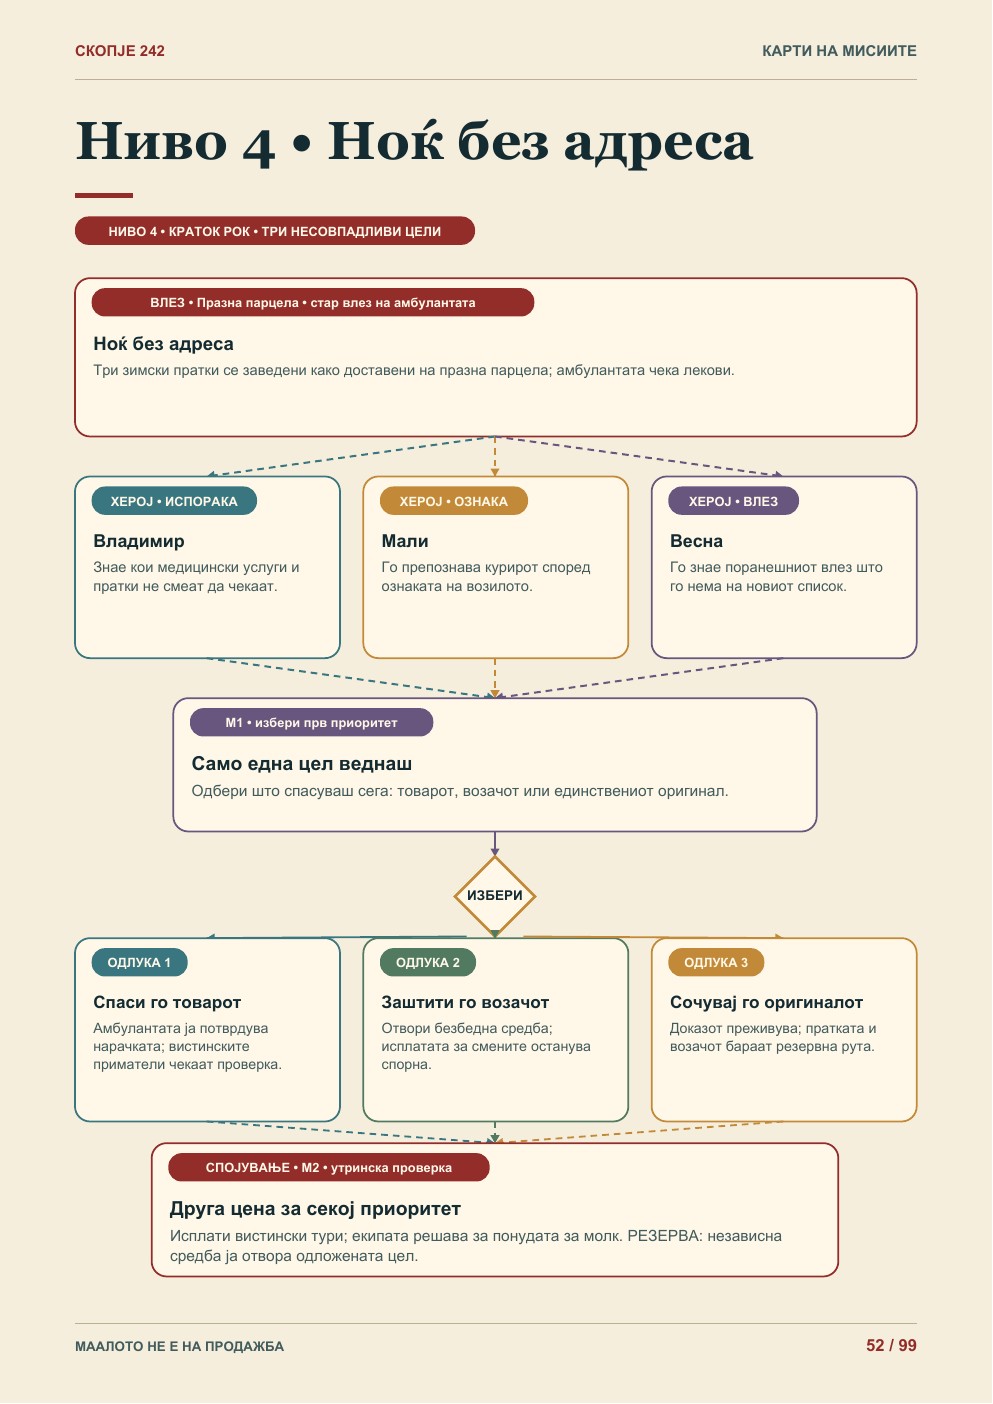 СКОПЈЕ 242
КАРТИ НА МИСИИТЕ
Ниво 4 • Ноќ без адреса
НИВО 4 • КРАТОК РОК • ТРИ НЕСОВПАДЛИВИ ЦЕЛИ
ВЛЕЗ • Празна парцела • стар влез на амбулантата
Ноќ без адреса
Три зимски пратки се заведени како доставени на празна парцела; амбулантата чека лекови.
ХЕРОЈ • ИСПОРАКА
Владимир
Знае кои медицински услуги и
пратки не смеат да чекаат.
ХЕРОЈ • ОЗНАКА
Мали
Го препознава курирот според
ознаката на возилото.
ХЕРОЈ • ВЛЕЗ
Весна
Го знае поранешниот влез што
го нема на новиот список.
М1 • избери прв приоритет
Само една цел веднаш
Одбери што спасуваш сега: товарот, возачот или единствениот оригинал.
ИЗБЕРИ
ОДЛУКА 1
Спаси го товарот
Амбулантата ја потврдува
нарачката; вистинските
приматели чекаат проверка.
ОДЛУКА 2
Заштити го возачот
Отвори безбедна средба;
исплатата за смените останува
спорна.
ОДЛУКА 3
Сочувај го оригиналот
Доказот преживува; пратката и
возачот бараат резервна рута.
СПОЈУВАЊЕ • М2 • утринска проверка
Друга цена за секој приоритет
Исплати вистински тури; екипата решава за понудата за молк. РЕЗЕРВА: независна
средба ја отвора одложената цел.
МААЛОТО НЕ Е НА ПРОДАЖБА
52 / 99